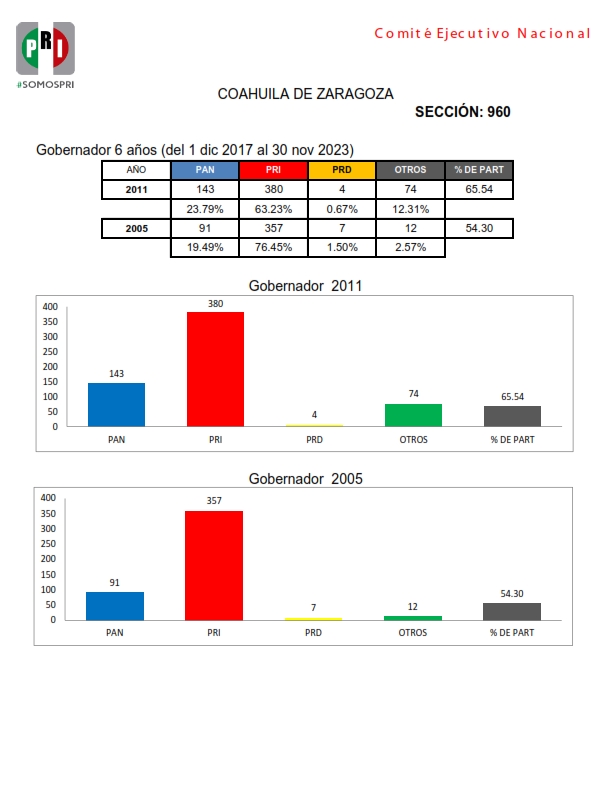 Comité Ejecutivo Nacional
PRI
#SOMOSPRI
COAHUILA DE ZARAGOZA
SECCIÓN: 960
Gobernador 6 años (del 1 dic 2017 al 30 nov 2023)
AÑO PAN PRI PRD OTROS % DE PART
2011 143 380 4 74 65.54
23.79% 63.23% 0.67% 12.31%
2005 91 357 7 12 54.30
19.49% 76.45% 1.50% 2.57%
Gobernador 2011
400
350
300
250
200
150
100
50
0
143 380 4 74 65.54
PAN PRI PRD OTROS % DE PART
Gobernador 2005
400
350
300
250
200
150
100
50
0
91 357 7 12 54.30
PAN PRI PRD OTROS % DE PART